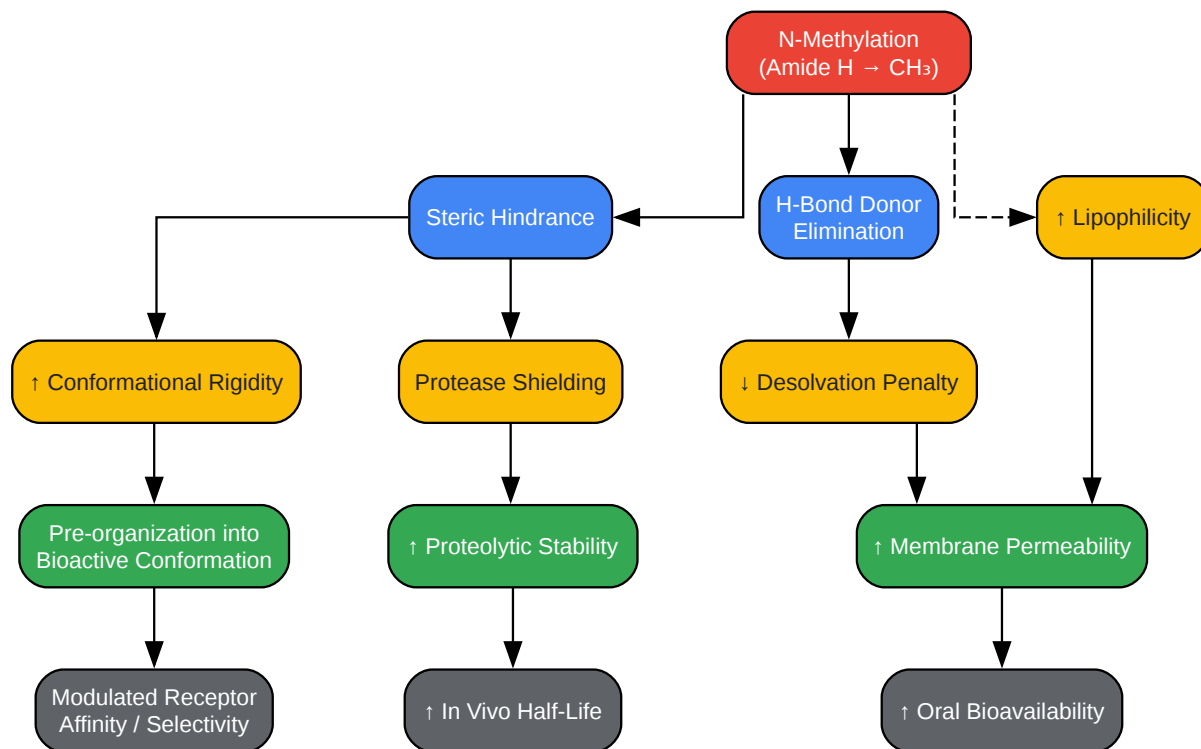 N-Methylation
(Amide H → CH₃)
Steric Hindrance
H-Bond Donor
Elimination
↑ Lipophilicity
↑ Conformational Rigidity
Protease Shielding
↓ Desolvation Penalty
Pre-organization into
Bioactive Conformation
↑ Proteolytic Stability
↑ Membrane Permeability
Modulated Receptor
Affinity / Selectivity
↑ In Vivo Half-Life
↑ Oral Bioavailability